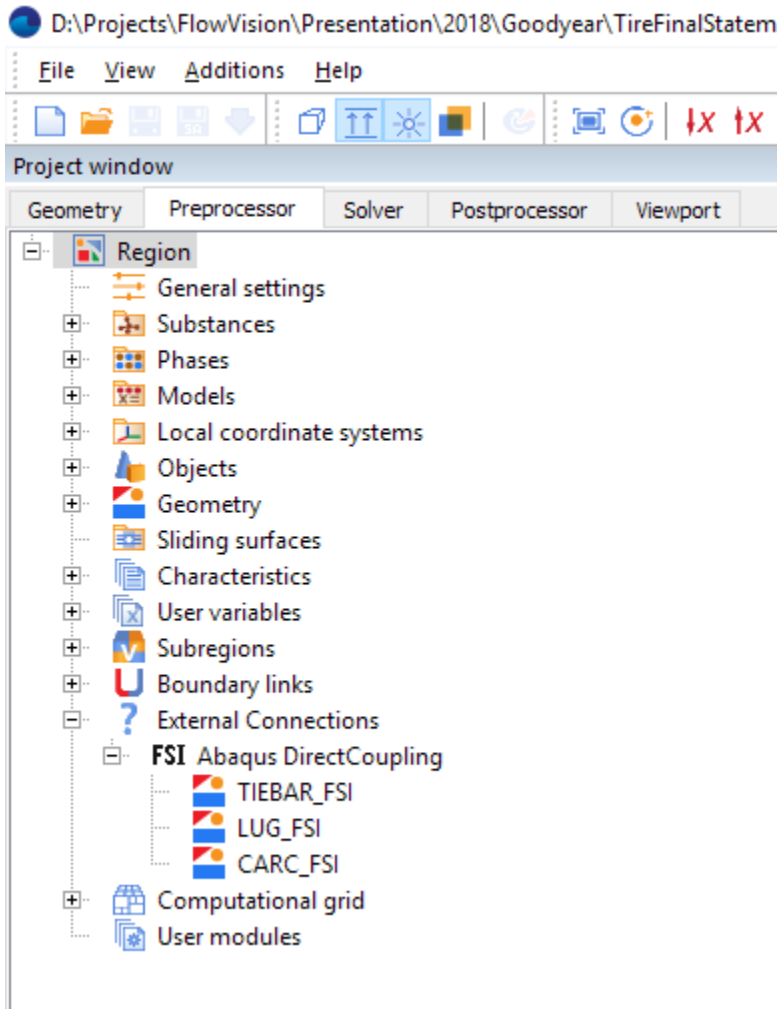 D:\Projects\FlowVision\Presentation\2018\Goodyear\TireFinalStatem
File View Additions Help
SA X X
Project window
Geometry Preprocessor Solver Postprocessor Viewport
Region
General settings
Substances
Phases
Models
Local coordinate systems
Objects
Geometry
Sliding surfaces
Characteristics
User variables
Subregions
Boundary links
? External Connections
FSI Abaqus DirectCoupling
TIEBAR_FSI
LUG_FSI
CARC_FSI
Computational grid
User modules